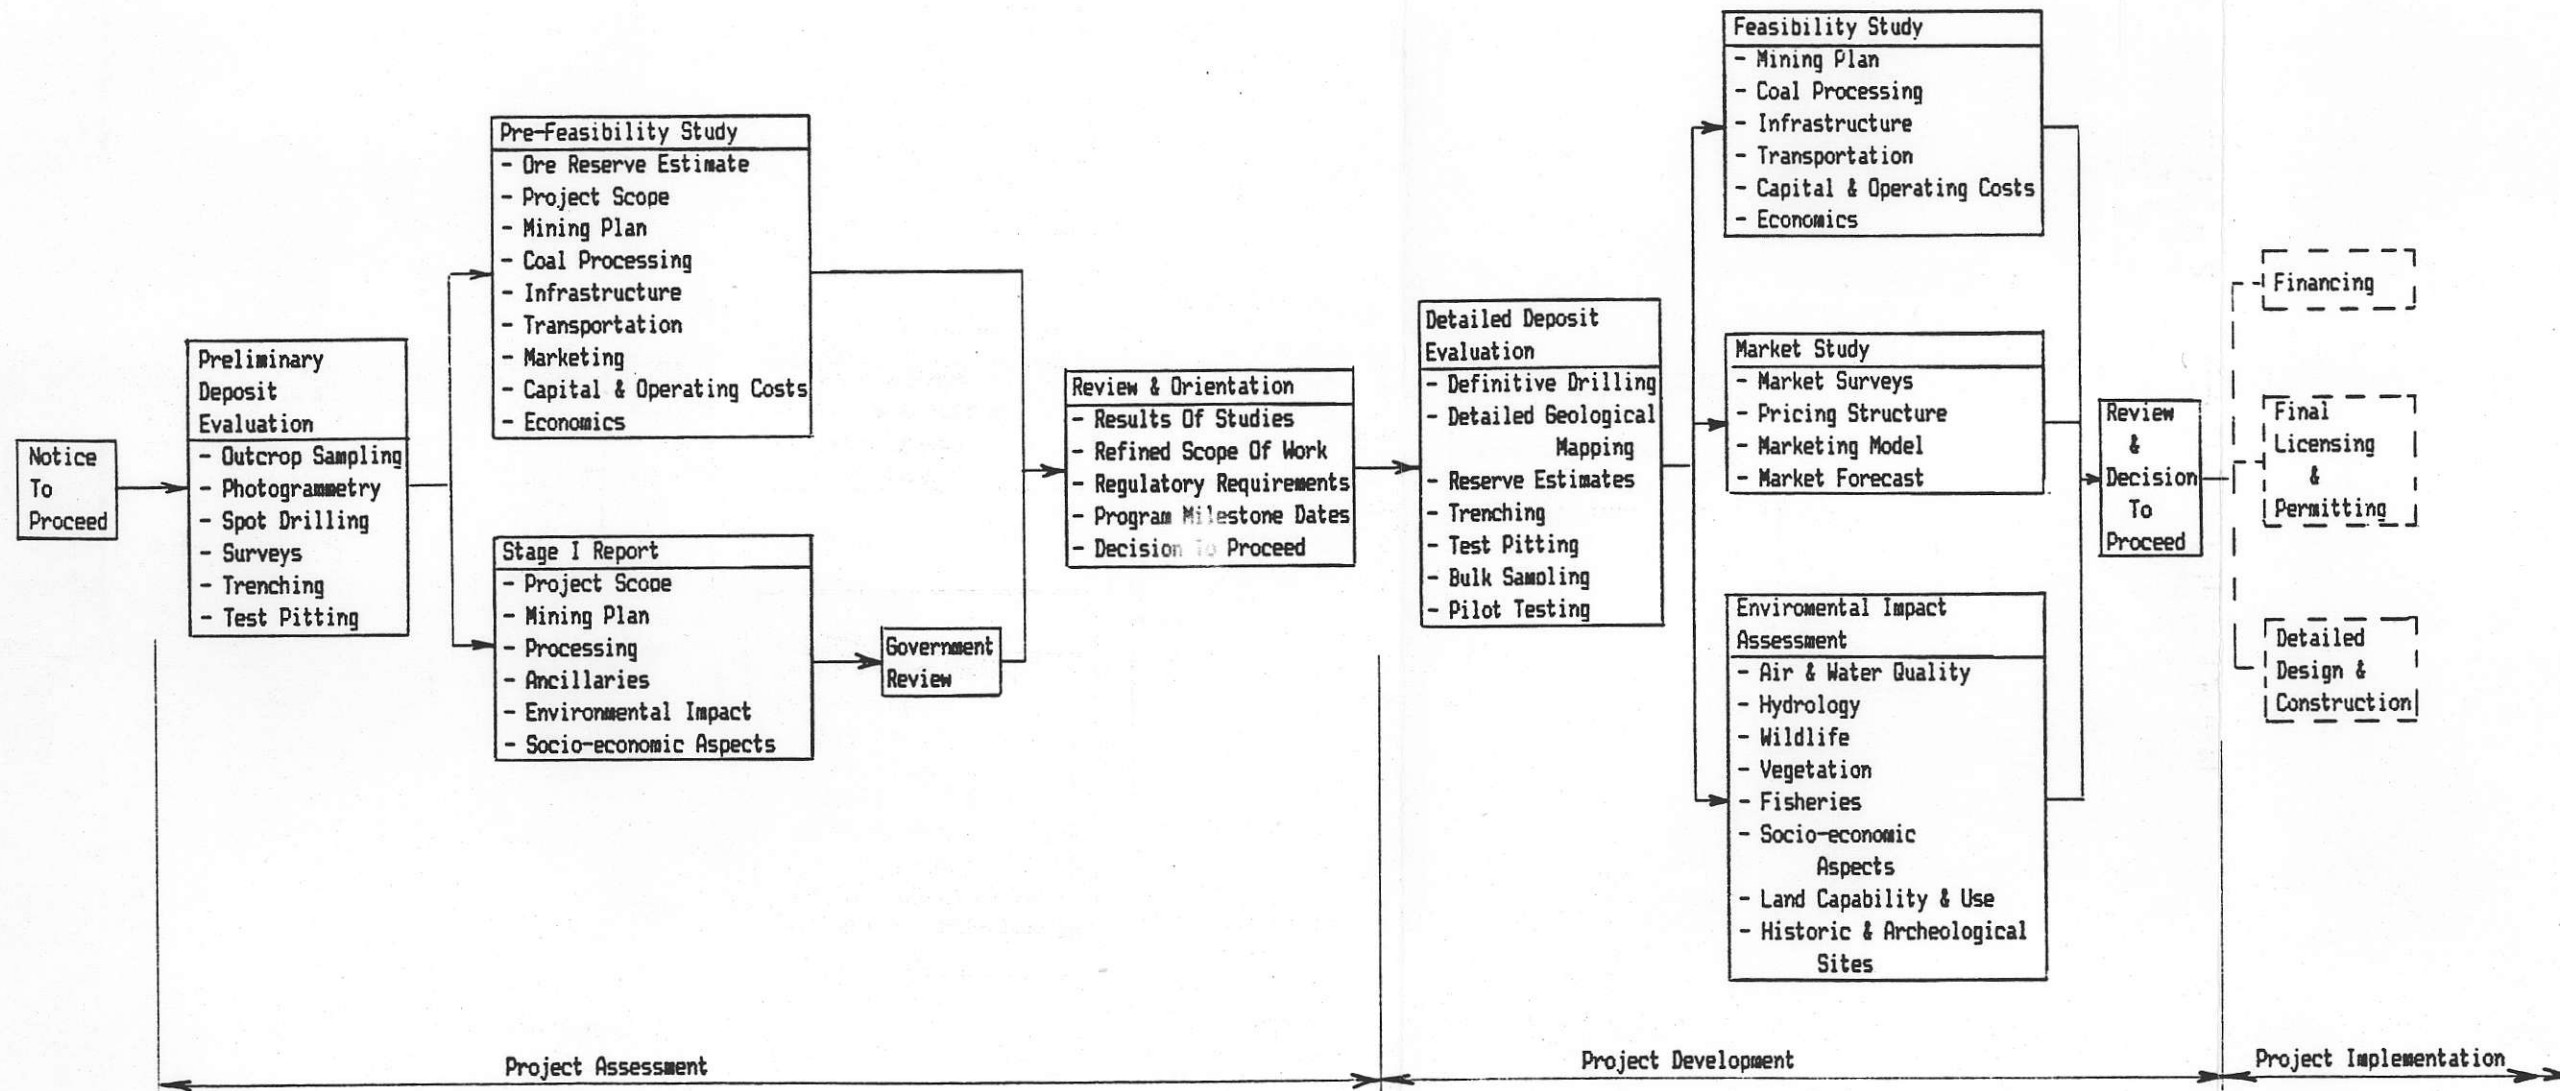 Notice
To
Proceed
Preliminary
Deposit
Evaluation
- Outcrop Sampling
- Photogrammetry
- Spot Drilling
- Surveys
- Trenching
- Test Pitting
Pre-Feasibility Study
- Ore Reserve Estimate
- Project Scope
- Mining Plan
- Coal Processing
- Infrastructure
- Transportation
- Marketing
- Capital & Operating Costs
- Economics
Stage I Report
- Project Scope
- Mining Plan
- Processing
- Ancillaries
- Environmental Impact
- Socio-economic Aspects
Government
Review
Review & Orientation
- Results Of Studies
- Refined Scope Of Work
- Regulatory Requirements
- Program Milestone Dates
- Decision To Proceed
Detailed Deposit
Evaluation
- Definitive Drilling
- Detailed Geological
Mapping
- Reserve Estimates
- Trenching
- Test Pitting
- Bulk Sampling
- Pilot Testing
Feasibility Study
- Mining Plan
- Coal Processing
- Infrastructure
- Transportation
- Capital & Operating Costs
- Economics
Market Study
- Market Surveys
- Pricing Structure
- Marketing Model
- Market Forecast
Enviromental Impact
Assessment
- Air & Water Quality
- Hydrology
- Wildlife
- Vegetation
- Fisheries
- Socio-economic
Aspects
- Land Capability & Use
- Historic & Archeological
Sites
Review
&
Decision
To
Proceed
Financing
Final
Licensing
&
Permitting
Detailed
Design &
Construction
Project Assessment
Project Development
Project Implementation